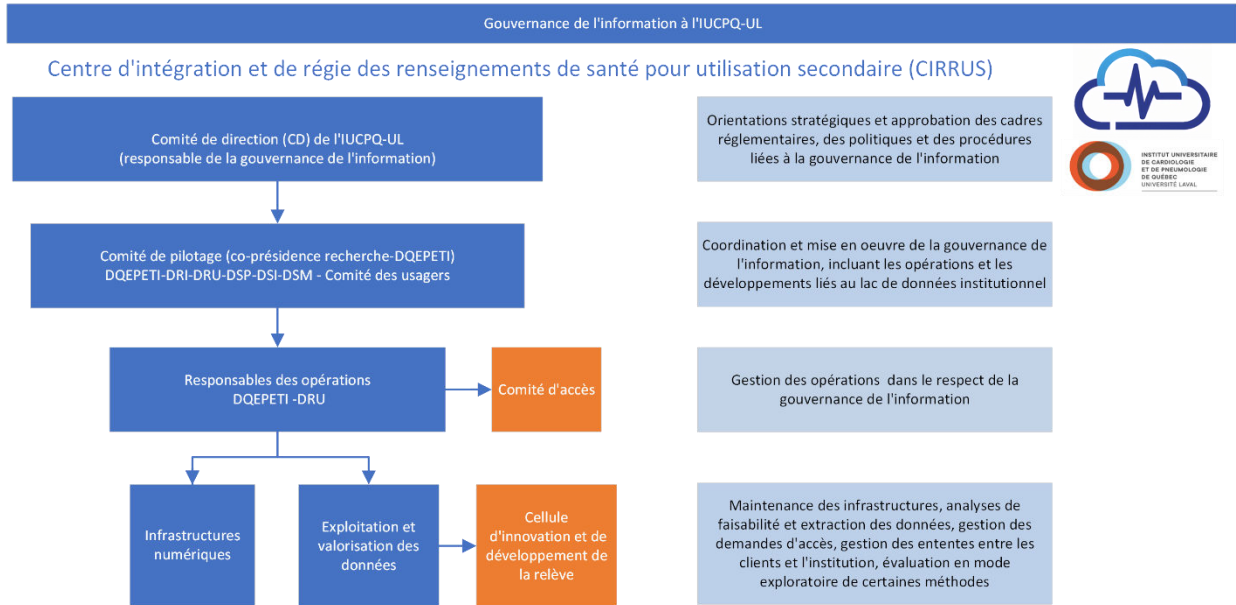 Gouvernance de l'information à l'IUCPQ-UL
Centre d'intégration et de régie des renseignements de santé pour utilisation secondaire (CIRRUS)
INSTITUT UNIVERSITAIRE
DE CARDIOLOGIE
ET DE PNEUMOLOGIE
DE QUÉBEC
UNIVERSITÉ LAVAL
Comité de direction (CD) de l'IUCPQ-UL
(responsable de la gouvernance de l'information)
Orientations stratégiques et approbation des cadres
réglementaires, des politiques et des procédures
liées à la gouvernance de l'information
Comité de pilotage (co-présidence recherche-DQEPETI)
DQEPETI-DRI-DRU-DSP-DSI-DSM - Comité des usagers
Coordination et mise en oeuvre de la gouvernance de
l'information, incluant les opérations et les
développements liés au lac de données institutionnel
Responsables des opérations
DQEPETI -DRU
Comité d'accès
Gestion des opérations dans le respect de la
gouvernance de l'information
Infrastructures
numériques
Exploitation et
valorisation des
données
Cellule
d'innovation et de
développement de
la relève
Maintenance des infrastructures, analyses de
faisabilité et extraction des données, gestion des
demandes d'accès, gestion des ententes entre les
clients et l'institution, évaluation en mode
exploratoire de certaines méthodes